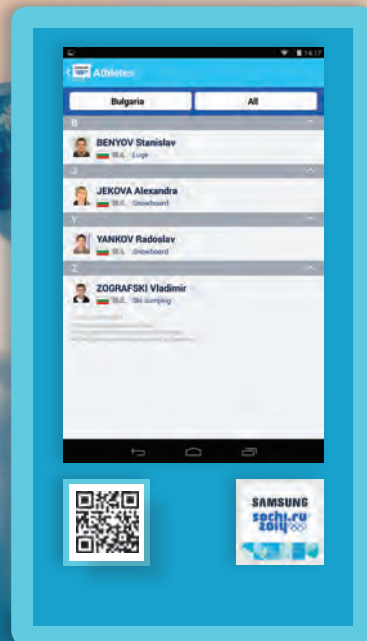 14:17
Athletes
Bulgaria
All
B
BENYOV Stanislav
BUL Luge
J
JEKOVA Alexandra
BUL Snowboard
Y
YANKOV Radoslav
BUL Snowboard
Z
ZOGRAFSKI Vladimir
BUL Ski Jumping
SAMSUNG
sochi.ru
2014